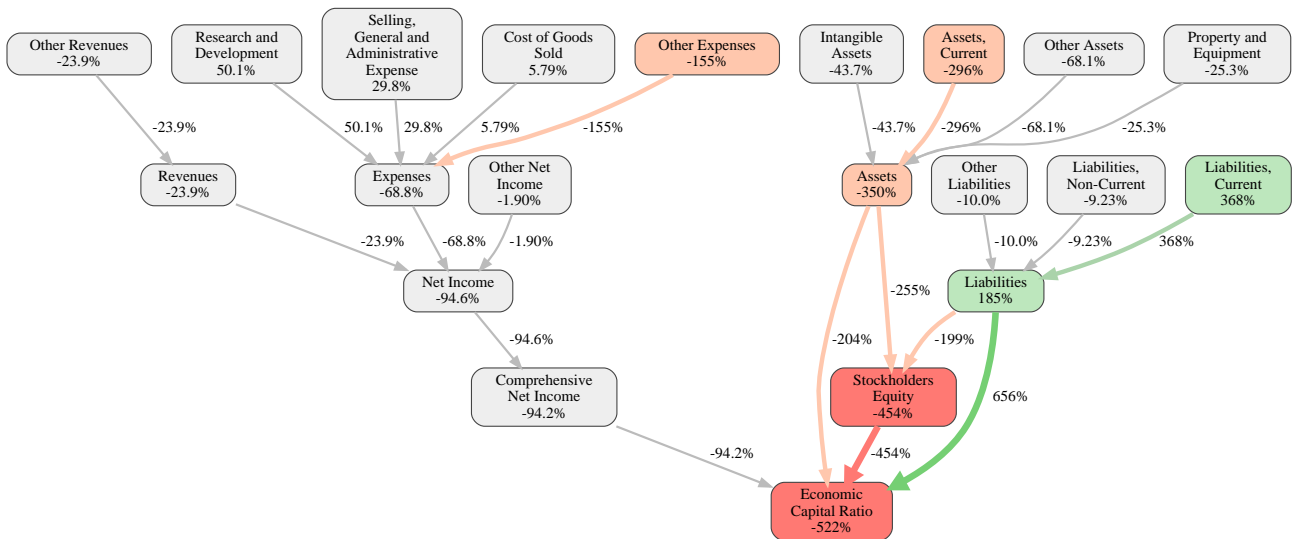 Other Revenues
-23.9%
Research and
Development
50.1%
Selling,
General and
Administrative
Expense
29.8%
Cost of Goods
Sold
5.79%
Other Expenses
-155%
Intangible
Assets
-43.7%
Assets,
Current
-296%
Other Assets
-68.1%
Property and
Equipment
-25.3%
-23.9%
50.1%
29.8%
5.79%
-155%
-43.7%
-296%
-68.1%
-25.3%
Revenues
-23.9%
Expenses
-68.8%
Other Net
Income
-1.90%
Assets
-350%
Other
Liabilities
-10.0%
Liabilities,
Non-Current
-9.23%
Liabilities,
Current
368%
-23.9%
-68.8%
-1.90%
-10.0%
-9.23%
368%
Net Income
-94.6%
-255%
Liabilities
185%
-94.6%
-204%
-199%
Comprehensive
Net Income
-94.2%
Stockholders
Equity
-454%
656%
-94.2%
-454%
Economic
Capital Ratio
-522%